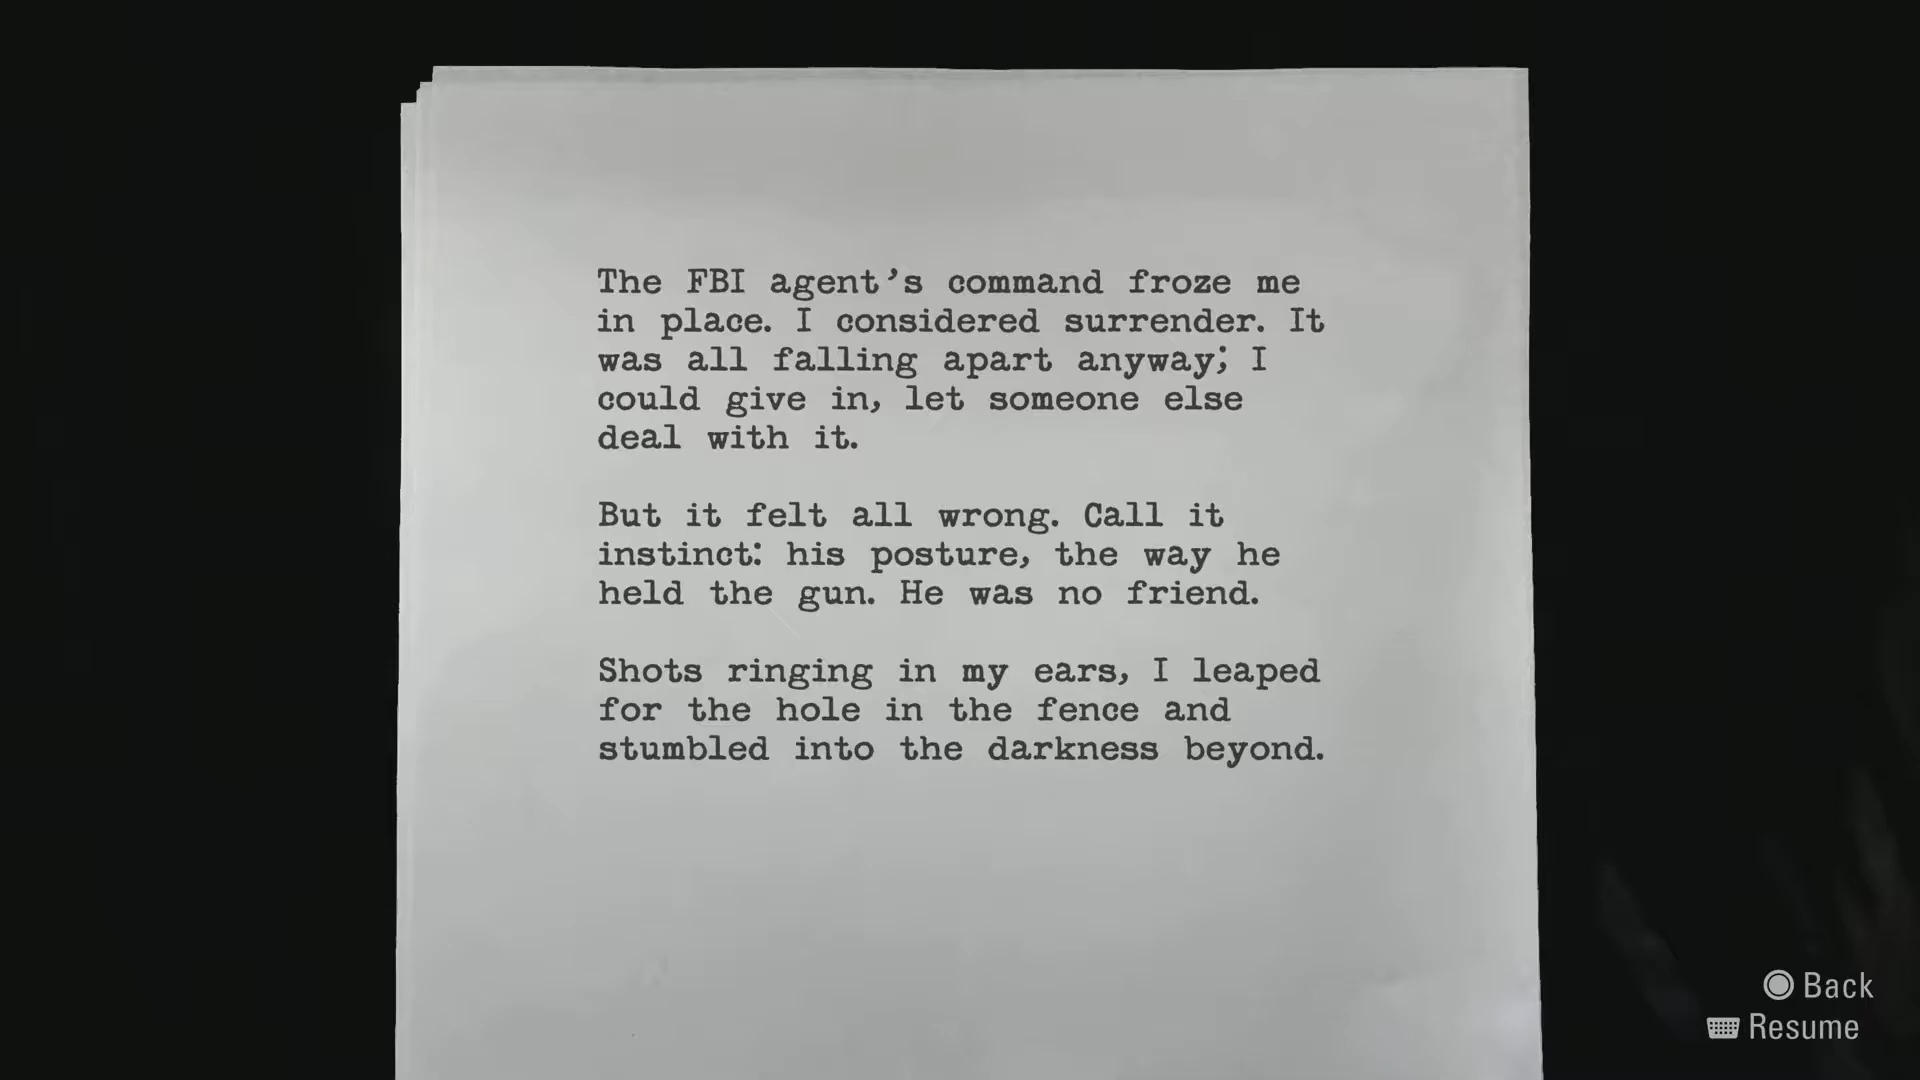 The FBI agent’s command froze me
in place. I considered surrender. It
was all falling apart anyway; I
could give in, let someone else
deal with it.
But it felt all wrong. Call it
instinct: his posture, the way he
held the gun. He was no friend.
Shots ringing in my ears, I leaped
for the hole in the fence and
stumbled into the darkness beyond.
Back
Resume